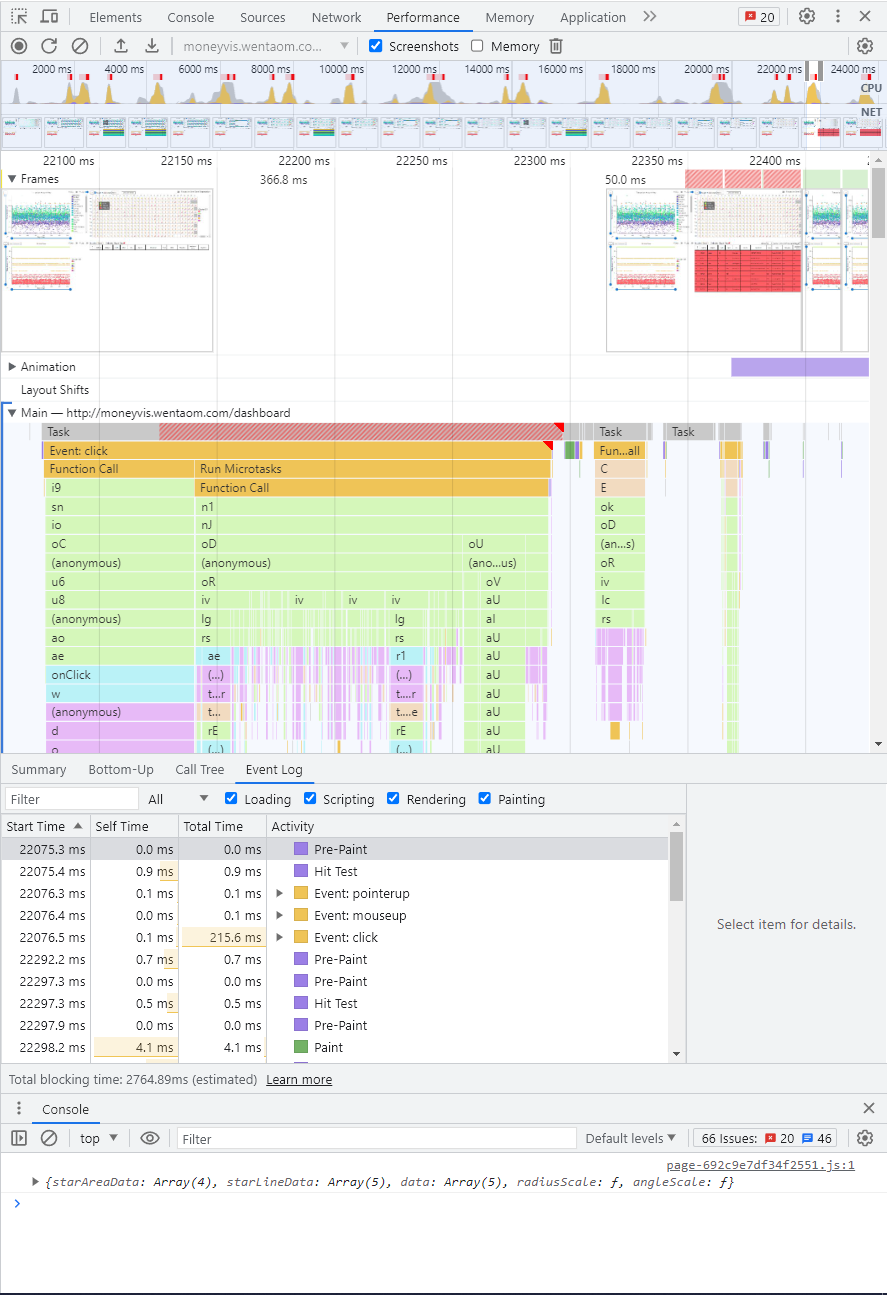 Elements Console Sources Network Performance Memory Application 20
moneyvis.wentaom.co... Screenshots Memory
2000 ms 4000 ms 6000 ms 8000 ms 10000 ms 12000 ms 14000 ms 16000 ms 18000 ms 20000 ms 22000 ms 24000 ms
CPU
NET
22100 ms 22150 ms 22200 ms 22250 ms 22300 ms 22350 ms 22400 ms
Frames 366.8 ms 50.0 ms
Animation
Layout Shifts
Main — http://moneyvis.wentaom.com/dashboard
Task Task Task
Event: click Fun...all
Function Call Run Microtasks C
i9 Function Call E
sn n1 ok
io nJ oD
oC oD oU (an...s)
(anonymous) (anonymous) (ano...us) oR
u6 oR oV iv
u8 iv iv iv iv aU lc
(anonymous) lg lg al rs
ao rs rs aU
ae ae r1 aU
onClick (...) (...) aU
w t...r t...r aU
(anonymous) t... t...e aU
d rE rE aU
o (...) (...) aU
Summary Bottom-Up Call Tree Event Log
Filter All Loading Scripting Rendering Painting
Start Time Self Time Total Time Activity
22075.3 ms 0.0 ms 0.0 ms Pre-Paint
22075.4 ms 0.9 ms 0.9 ms Hit Test
22076.3 ms 0.1 ms 0.1 ms Event: pointerup
22076.4 ms 0.0 ms 0.1 ms Event: mouseup
22076.5 ms 0.1 ms 215.6 ms Event: click
Select item for details.
22292.2 ms 0.7 ms 0.7 ms Pre-Paint
22297.3 ms 0.0 ms 0.0 ms Pre-Paint
22297.3 ms 0.5 ms 0.5 ms Hit Test
22297.9 ms 0.0 ms 0.0 ms Pre-Paint
22298.2 ms 4.1 ms 4.1 ms Paint
Total blocking time: 2764.89ms (estimated) Learn more
Console
top Filter Default levels 66 Issues: 20 46
page-692c9e7df34f2551.js:1
{starAreaData: Array(4), starLineData: Array(5), data: Array(5), radiusScale: ƒ, angleScale: ƒ}